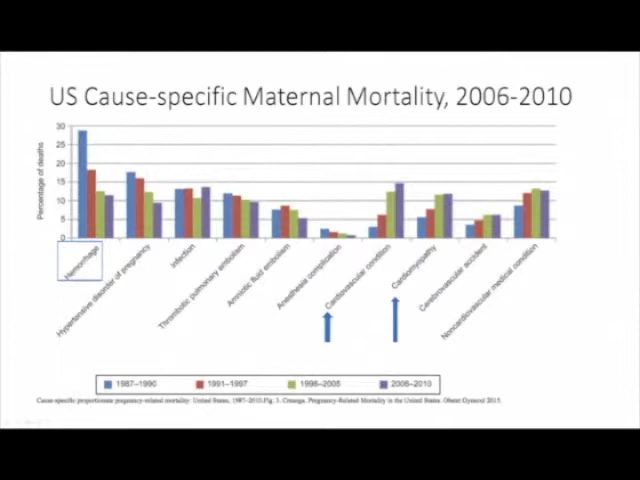 US Cause-specific Maternal Mortality, 2006-2010
Percentage of deaths
30
25
20
15
10
5
0
Hemorrhage
Hypertensive disorder of pregnancy
Infection
Thrombotic pulmonary embolism
Amniotic fluid embolism
Anesthesia complication
Cardiovascular condition
Cardiomyopathy
Cerebrovascular accident
Noncardiovascular medical condition
1987–1990 1991–1997 1998–2005 2006–2010
Cause-specific proportionate pregnancy-related mortality: United States, 1987–2010.Fig. 3. Creanga. Pregnancy-Related Mortality in the United States. Obstet Gynecol 2015.